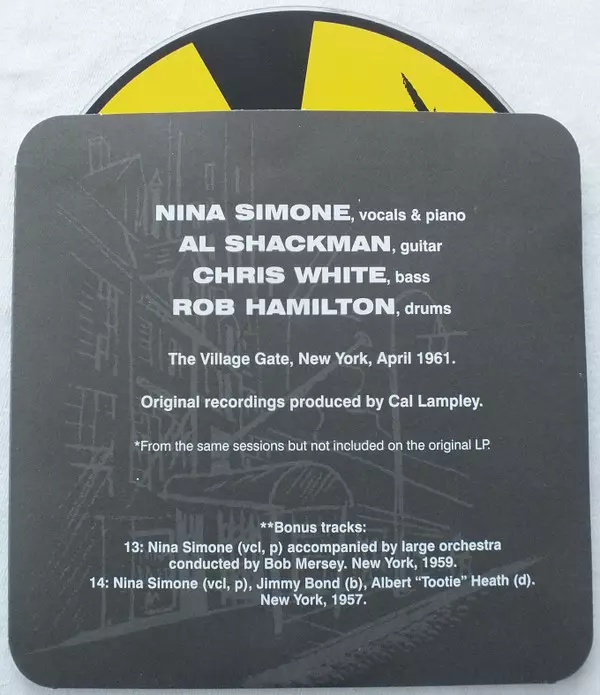 NINA SIMONE, vocals & piano
AL SHACKMAN, guitar
CHRIS WHITE, bass
ROB HAMILTON, drums
The Village Gate, New York, April 1961.
Original recordings produced by Cal Lampley.
*From the same sessions but not included on the original LP.
**Bonus tracks:
13: Nina Simone (vcl, p) accompanied by large orchestra
conducted by Bob Mersey. New York, 1959.
14: Nina Simone (vcl, p), Jimmy Bond (b), Albert “Tootie” Heath (d).
New York, 1957.